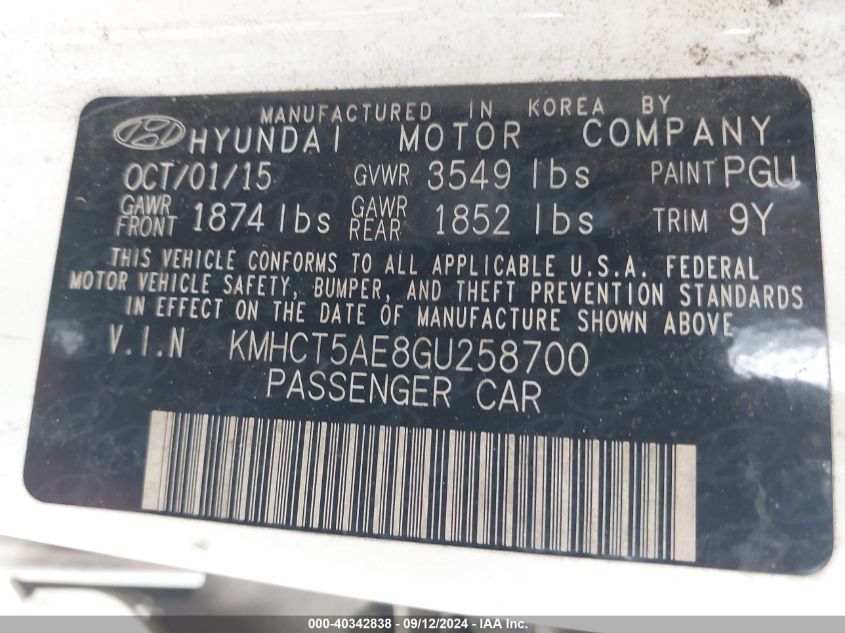 MANUFACTURED IN KOREA BY
HYUNDAI MOTOR COMPANY
OCT/01/15 GVWR 3549 lbs PAINT PGU
GAWR FRONT 1874 lbs GAWR REAR 1852 lbs TRIM 9Y
THIS VEHICLE CONFORMS TO ALL APPLICABLE U.S.A. FEDERAL
MOTOR VEHICLE SAFETY, BUMPER, AND THEFT PREVENTION STANDARDS
IN EFFECT ON THE DATE OF MANUFACTURE SHOWN ABOVE.
V.I.N KMHCT5AE8GU258700
PASSENGER CAR
000-40342838 - 09/12/2024 - IAA Inc.